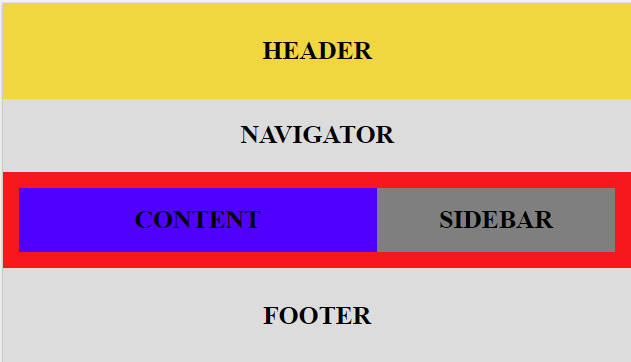 HEADER
NAVIGATOR
CONTENT SIDEBAR
FOOTER